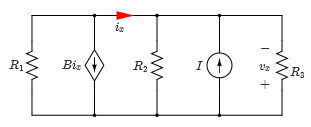 iₓ
−
R₁
Biₓ
R₂
I
vₓ
R₃
+